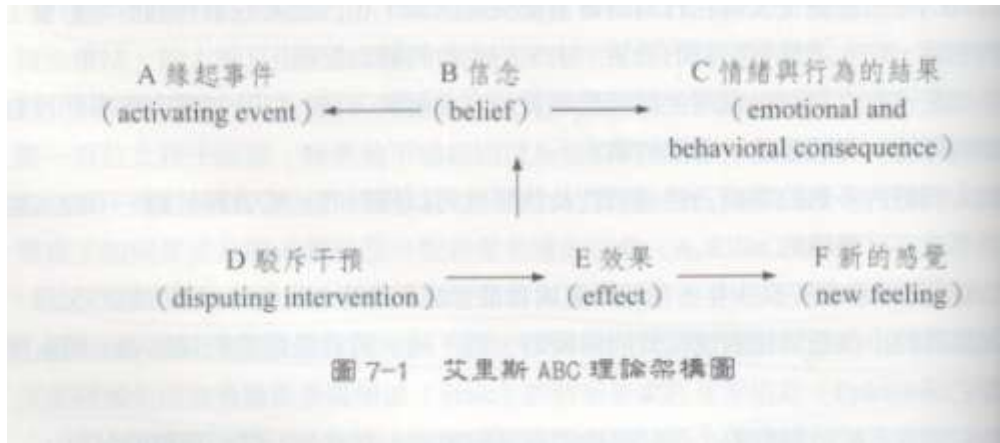 A 緣起事件 B 信念 C 情緒與行為的結果
(activating event) (belief) (emotional and
behavioral consequence)
D 駁斥干預 E 效果 F 新的感覺
(disputing intervention) (effect) (new feeling)
圖 7-1 艾里斯 ABC 理論架構圖